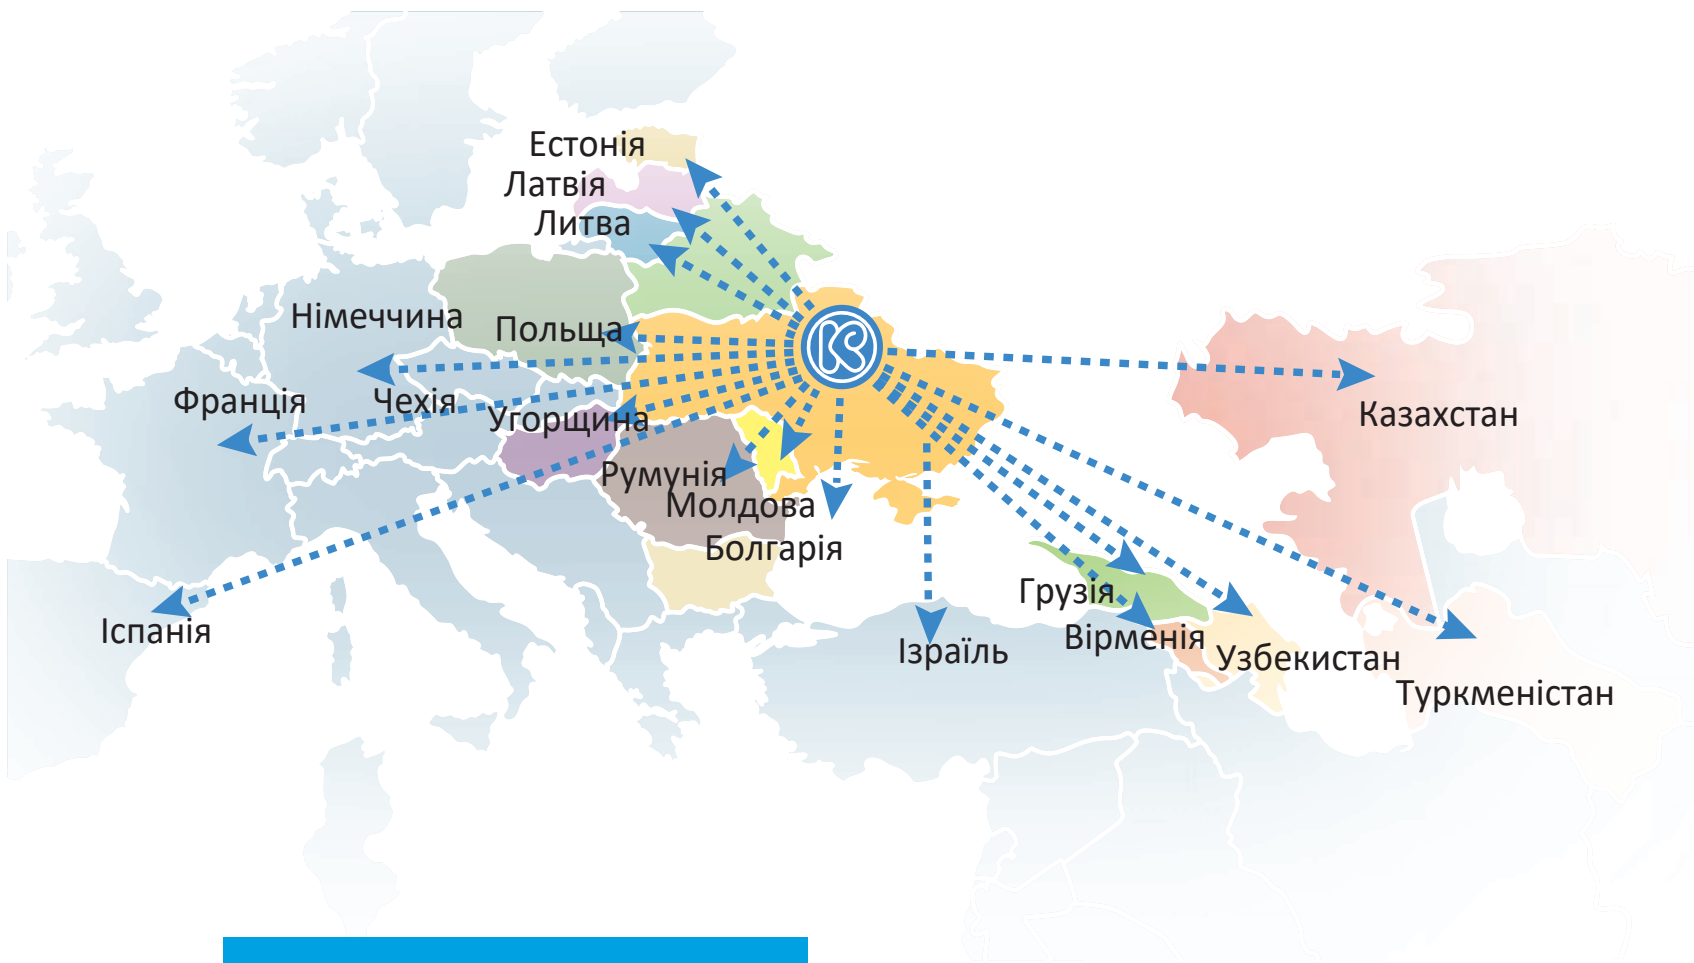 Естонія
Латвія
Литва
Німеччина
Польща
Франція
Чехія
Угорщина
Казахстан
Румунія
Молдова
Болгарія
Грузія
Іспанія
Ізраїль
Вірменія
Узбекистан
Туркменістан